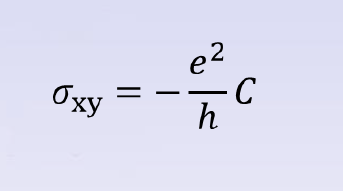 σxy = − e²/h C